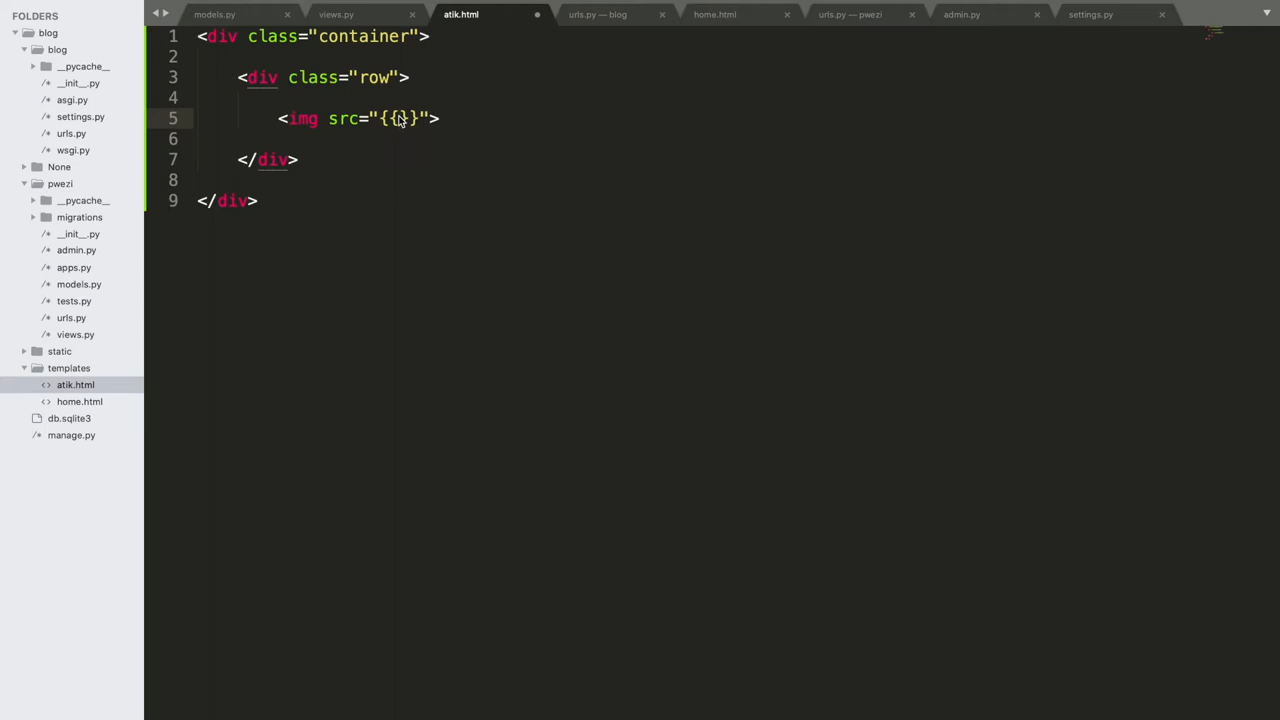 FOLDERS
blog
blog
__pycache__
/* __init__.py
/* asgi.py
/* settings.py
/* urls.py
/* wsgi.py
None
pwezi
__pycache__
migrations
/* __init__.py
/* admin.py
/* apps.py
/* models.py
/* tests.py
/* urls.py
/* views.py
static
templates
<> atik.html
<> home.html
db.sqlite3
/* manage.py
models.py × views.py × atik.html urls.py — blog × home.html × urls.py — pwezi × admin.py × settings.py ×
1 <div class="container">
2
3 <div class="row">
4
5 <img src="{{}}">
6
7 </div>
8
9 </div>